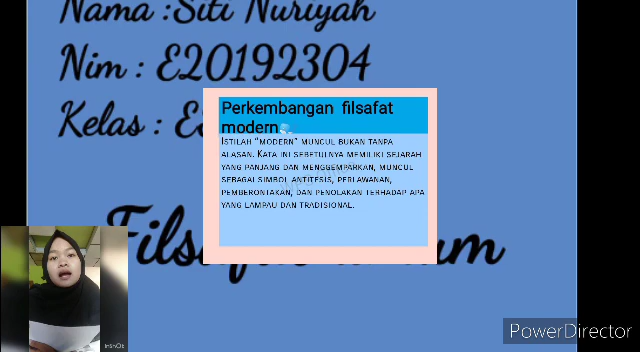 Nama :Siti Nuriyah
Nim : E20192304
Kelas :
Perkembangan filsafat
modern
Istilah "modern" muncul bukan tanpa
alasan. Kata ini sebetulnya memiliki sejarah
yang panjang dan menggemparkan, muncul
sebagai simbol antitesis, perlawanan,
pemberontakan, dan penolakan terhadap apa
yang lampau dan tradisional.
InShOt
PowerDirector